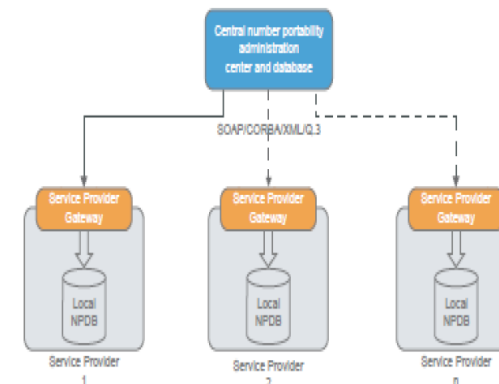 Central number portability
administration
center and database
SOAP/CORBA/XML/Q.3
Service Provider
Gateway
Service Provider
Gateway
Service Provider
Gateway
Local
NPDB
Local
NPDB
Local
NPDB
Service Provider
1
Service Provider
2
Service Provider
n